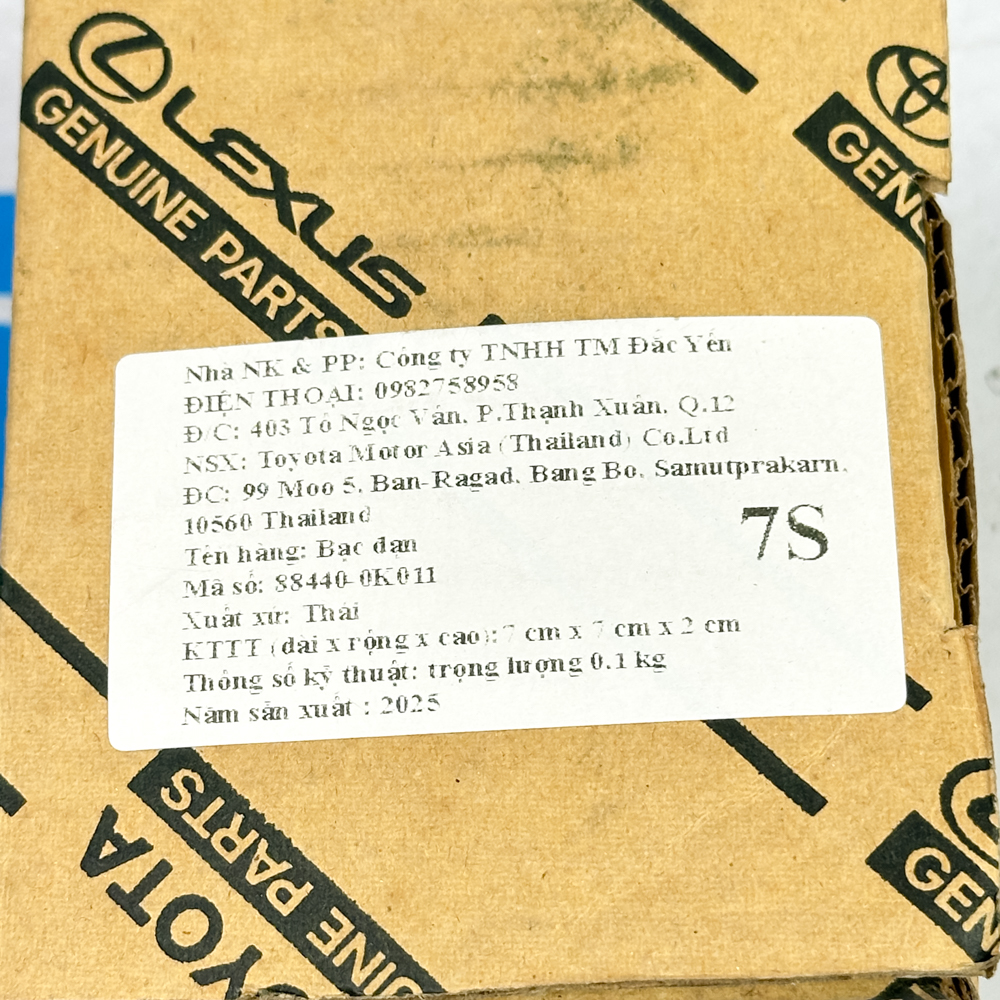 LEXUS
GENUINE PARTS
GEN
Nhà NK & PP: Công ty TNHH TM Đắc Yến
ĐIỆN THOẠI: 0982758958
Đ/C: 403 Tô Ngọc Vân, P.Thạnh Xuân, Q.12
NSX: Toyota Motor Asia (Thailand) Co.Ltd
ĐC: 99 Moo 5, Ban-Ragad, Bang Bo, Samutprakarn,
10560 Thailand
7S
Tên hàng: Bạc đạn
Mã số: 88440-0K011
Xuất xứ: Thái
KTTT (dài x rộng x cao): 7 cm x 7 cm x 2 cm
Thông số kỹ thuật: trọng lượng 0.1 kg
Năm sản xuất : 2025
TOYOTA
GENUINE PARTS
GEN